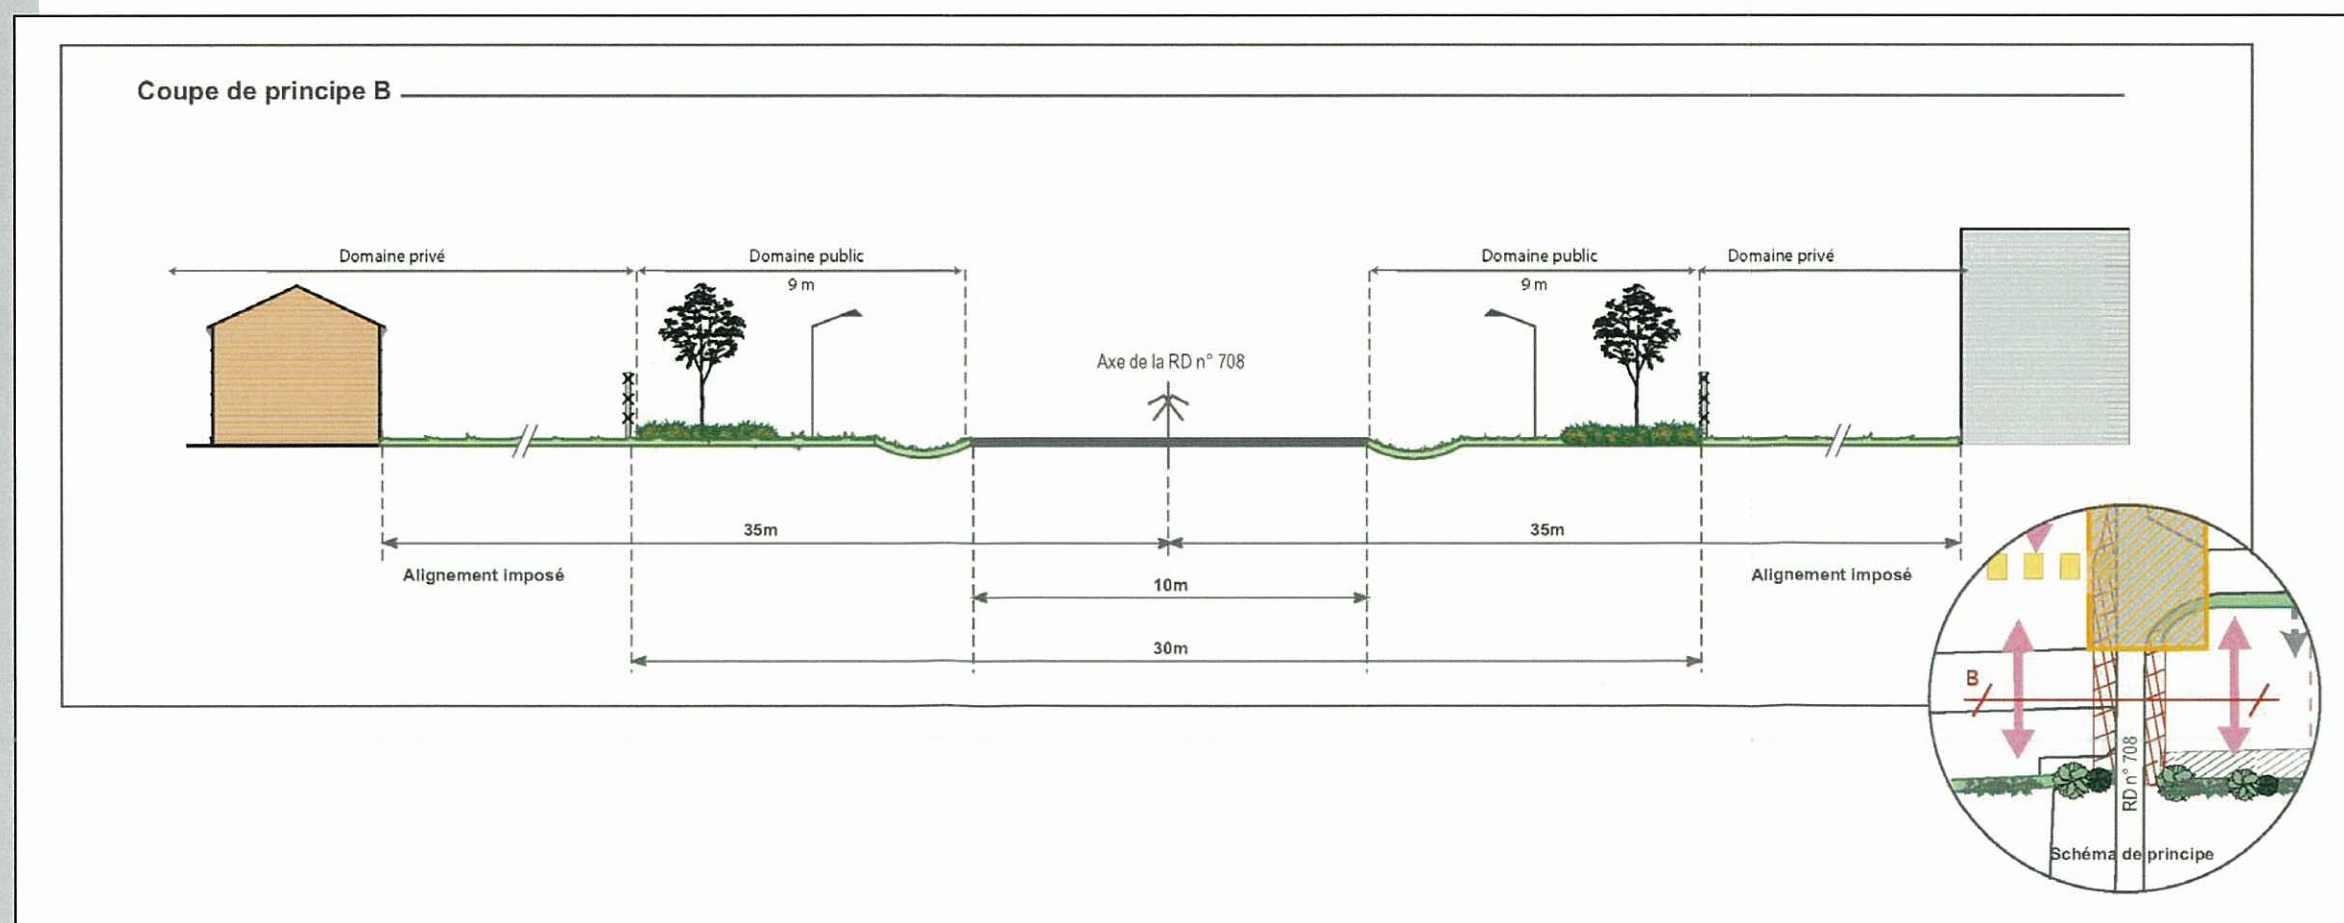 Coupe de principe B
Domaine privé
Domaine public
9 m
Domaine public
9 m
Domaine privé
Axe de la RD n° 708
35m
35m
Alignement imposé
Alignement imposé
10m
30m
B
RD n° 708
Schéma de principe